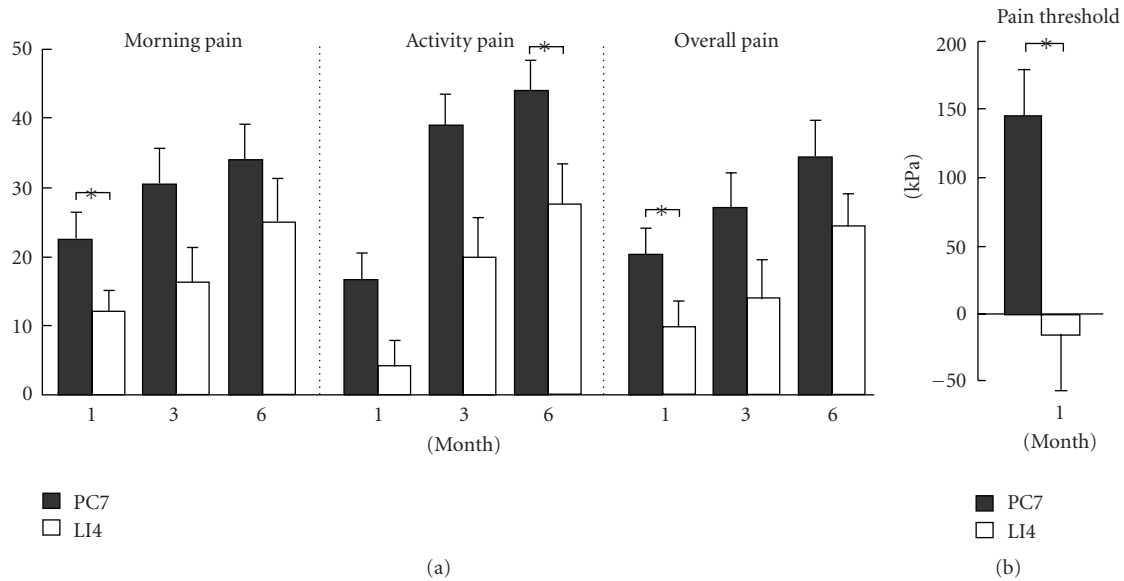 Morning pain
Activity pain
Overall pain
50
40
30
20
10
0
*
*
*
1
3
6
1
3
6
1
3
6
(Month)
PC7
LI4
(a)
Pain threshold
200
150
100
50
0
−50
(kPa)
*
1
(Month)
PC7
LI4
(b)